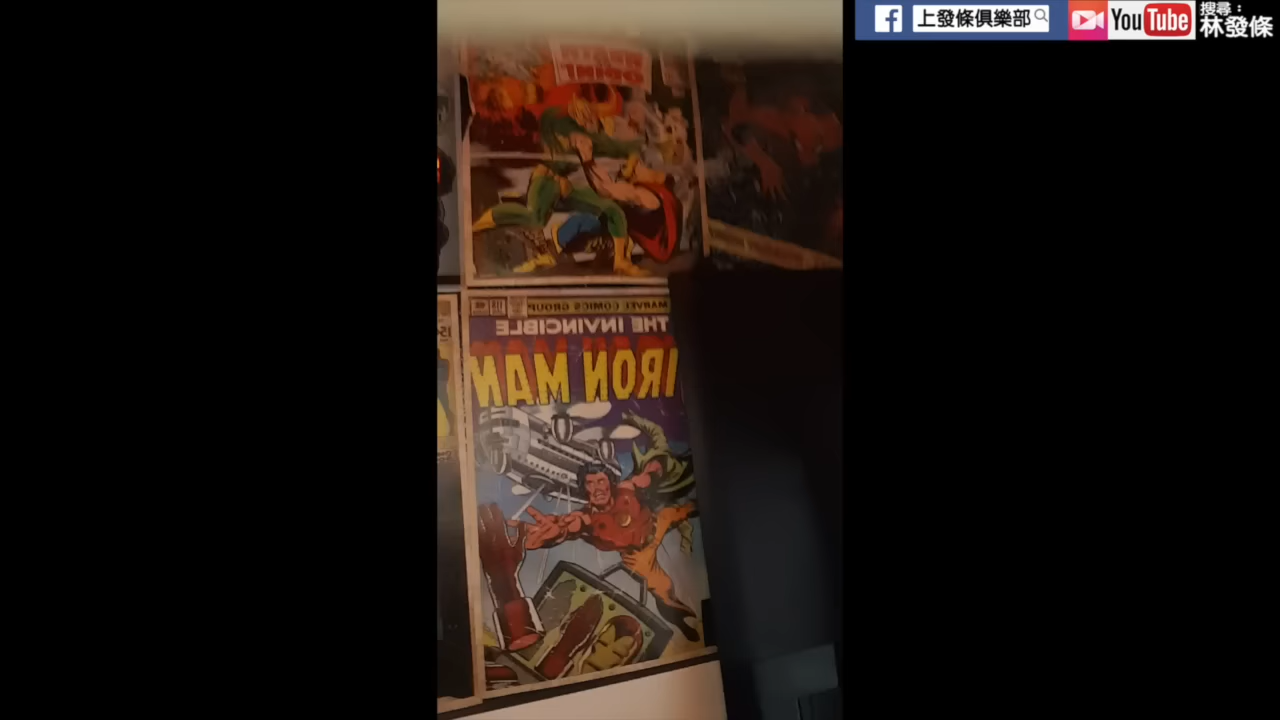 上發條俱樂部
YouTube
搜尋：
林發條
ODIN!
MARVEL COMICS GROUP
THE INVINCIBLE
IRON MAN